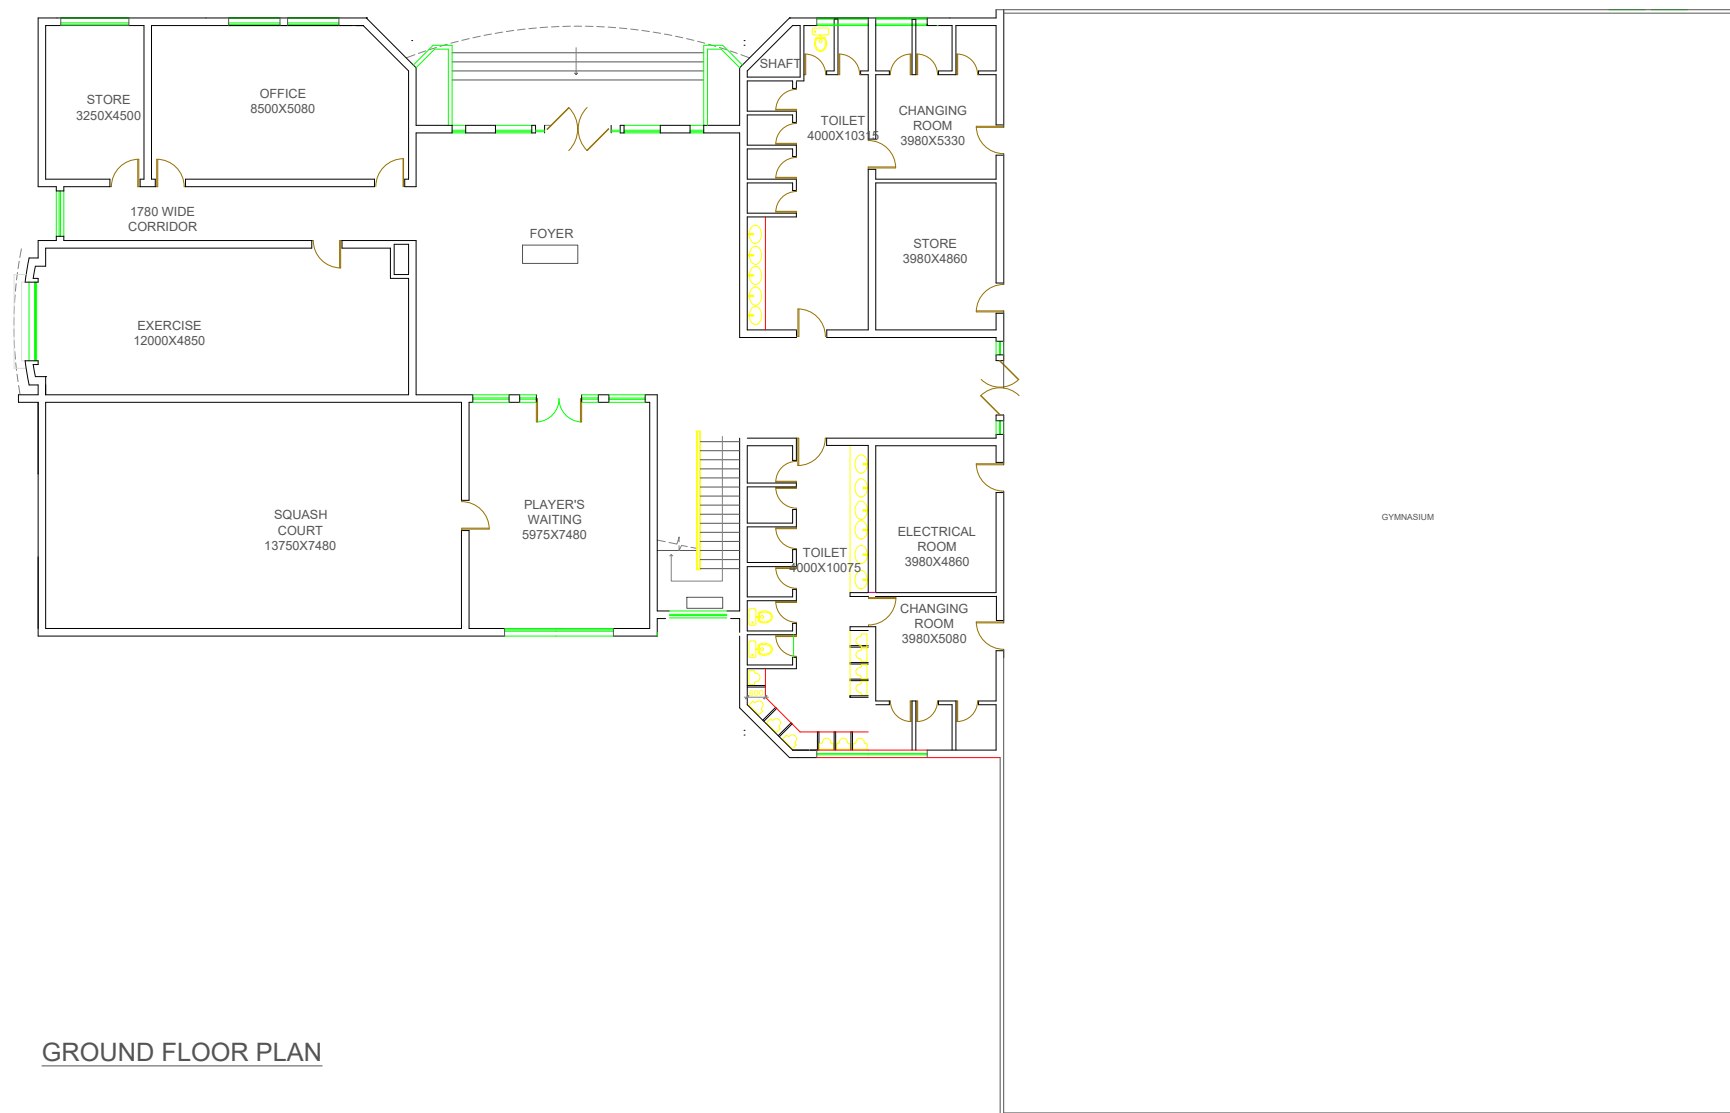 STORE
3250X4500
OFFICE
8500X5080
SHAFT
TOILET
4000X10315
CHANGING
ROOM
3980X5330
1780 WIDE
CORRIDOR
FOYER
STORE
3980X4860
EXERCISE
12000X4850
SQUASH
COURT
13750X7480
PLAYER'S
WAITING
5975X7480
TOILET
4000X10075
ELECTRICAL
ROOM
3980X4860
CHANGING
ROOM
3980X5080
GYMNASIUM
GROUND FLOOR PLAN